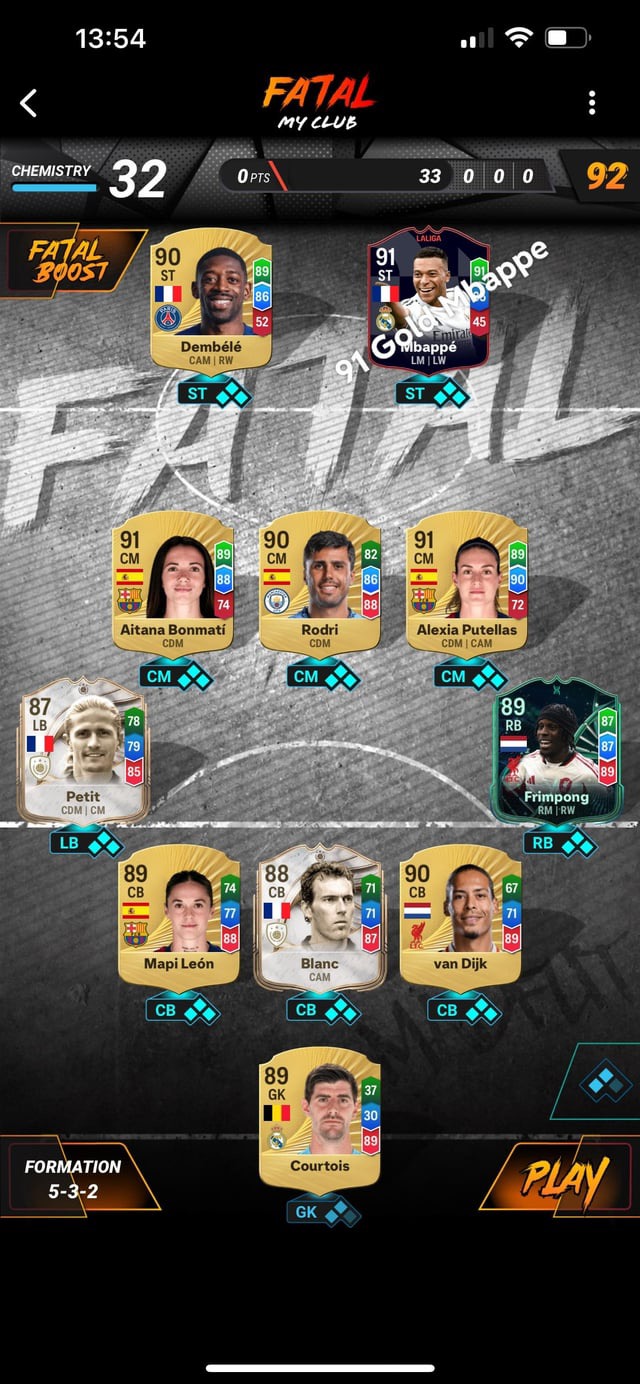 13:54
FATAL
MY CLUB
CHEMISTRY 32
0 PTS 33 0 0 0
92
FATAL
BOOST
90
ST
89
86
52
PARIS
Dembélé
CAM | RW
ST
LALIGA
91
ST
91
45
Mbappé
LM | LW
91 Gold Mbappe
ST
FATAL
91
CM
89
88
74
Aitana Bonmatí
CDM
CM
90
CM
82
86
88
Rodri
CDM
CM
91
CM
89
90
72
Alexia Putellas
CDM | CAM
CM
87
LB
78
79
85
Petit
CDM | CM
LB
89
RB
87
87
89
Frimpong
RM | RW
RB
89
CB
74
77
88
Mapi León
CB
88
CB
71
71
87
Blanc
CAM
CB
90
CB
67
71
89
van Dijk
CB
MADFUT
89
GK
37
30
89
Courtois
GK
FORMATION
5-3-2
PLAY